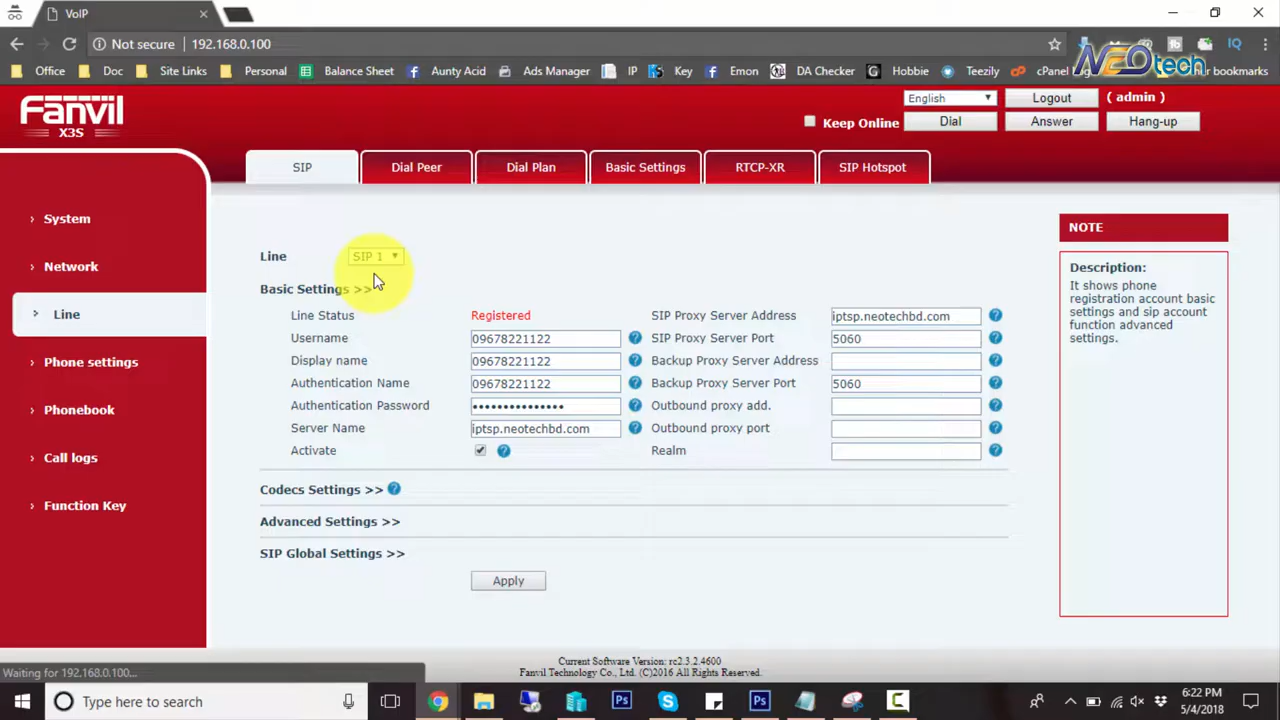 VoIP
Not secure 192.168.0.100
Office Doc Site Links Personal Balance Sheet Aunty Acid Ads Manager IP Key Emon DA Checker Hobbie Teezily cPanel
NEOtech
r bookmarks
Fanvil
X3S
English Logout ( admin )
Keep Online Dial Answer Hang-up
SIP Dial Peer Dial Plan Basic Settings RTCP-XR SIP Hotspot
System
Network
Line
Phone settings
Phonebook
Call logs
Function Key
Line SIP 1
Basic Settings >>
Line Status Registered SIP Proxy Server Address iptsp.neotechbd.com
Username 09678221122 SIP Proxy Server Port 5060
Display name 09678221122 Backup Proxy Server Address
Authentication Name 09678221122 Backup Proxy Server Port 5060
Authentication Password ••••••••••••••• Outbound proxy add.
Server Name iptsp.neotechbd.com Outbound proxy port
Activate Realm
Codecs Settings >>
Advanced Settings >>
SIP Global Settings >>
Apply
NOTE
Description:
It shows phone
registration account basic
settings and sip account
function advanced
settings.
Waiting for 192.168.0.100...
Current Software Version: rc2.3.2.4600
Fanvil Technology Co., Ltd. (C)2016 All Rights Reserved.
Type here to search
6:22 PM
5/4/2018